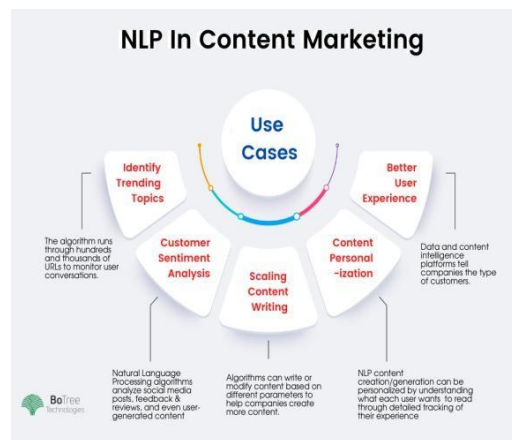 NLP In Content Marketing
Use
Cases
Identify
Trending
Topics
The algorithm runs
through hundreds
and thousands of
URLs to monitor user
conversations.
Customer
Sentiment
Analysis
Natural Language
Processing algorithms
analyze social media
posts, feedback &
reviews, and even user-
generated content
Scaling
Content
Writing
Algorithms can write or
modify content based on
different parameters to
help companies create
more content.
Content
Personal
-ization
NLP content
creation/generation can be
personalized by understanding
what each user wants to read
through detailed tracking of
their experience
Better
User
Experience
Data and content
intelligence
platforms tell
companies the type
of customers.
BoTree
Technologies